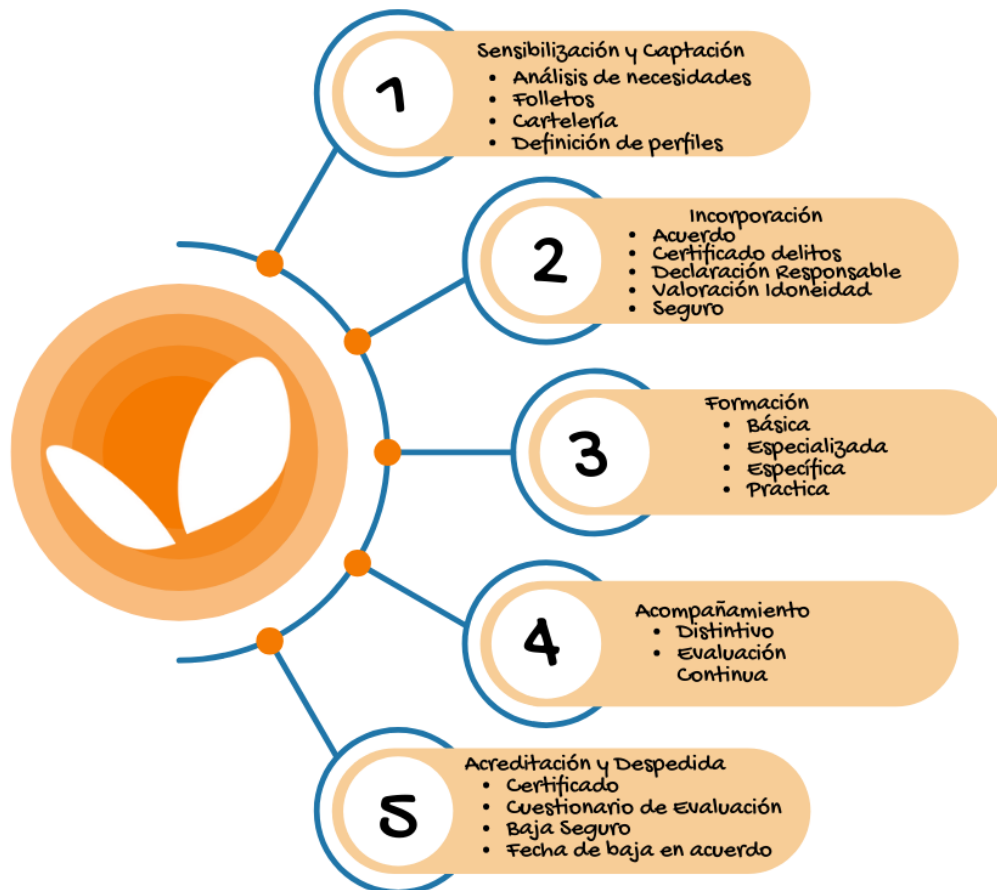 1
Sensibilización y Captación
• Análisis de necesidades
• Folletos
• Cartelería
• Definición de perfiles
2
Incorporación
• Acuerdo
• Certificado delitos
• Declaración Responsable
• Valoración Idoneidad
• Seguro
3
Formación
• Básica
• Especializada
• Específica
• Practica
4
Acompañamiento
• Distintivo
• Evaluación
Continua
5
Acreditación y Despedida
• Certificado
• Cuestionario de Evaluación
• Baja Seguro
• Fecha de baja en acuerdo